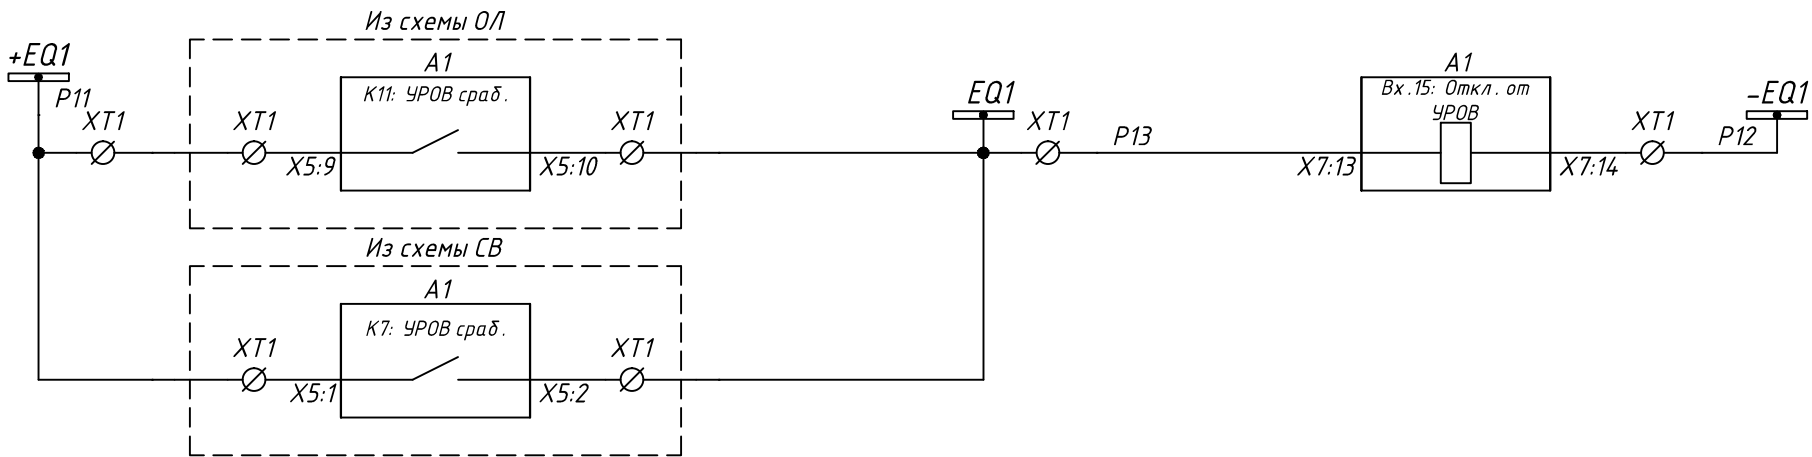 Из схемы ОЛ
+EQ1
A1
P11
K11: УРОВ сраб.
XT1
XT1
XT1
X5:9
X5:10
EQ1
XT1
P13
A1
Вх.15: Откл. от
УРОВ
X7:13
X7:14
XT1
P12
-EQ1
Из схемы СВ
A1
K7: УРОВ сраб.
XT1
XT1
X5:1
X5:2